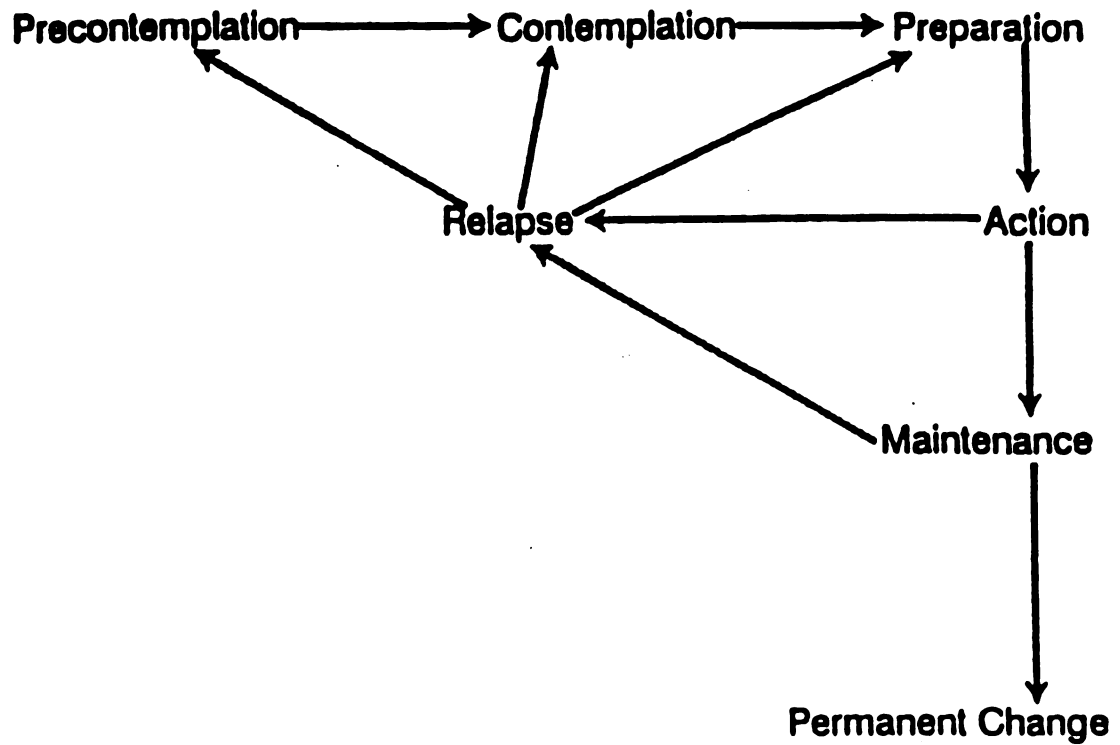 Precontemplation Contemplation Preparation
Relapse Action
Maintenance
Permanent Change